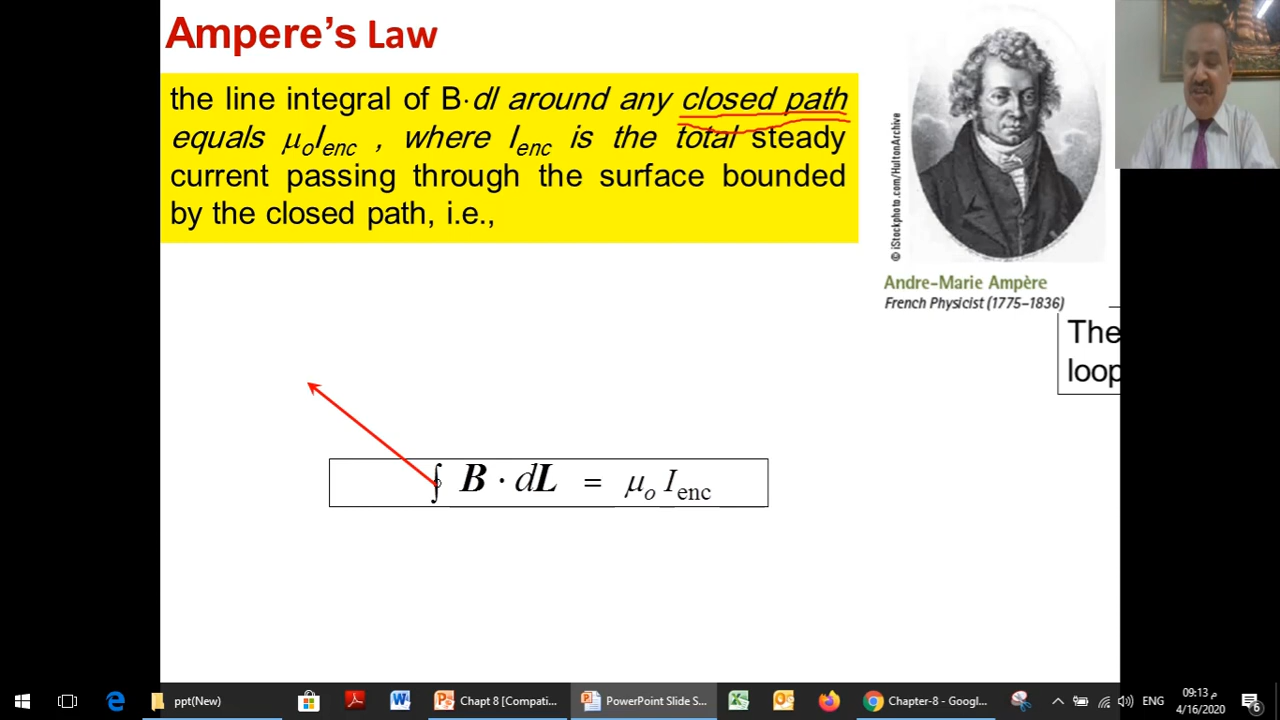 Ampere's Law
the line integral of B·dl around any closed path
equals μoIenc , where Ienc is the total steady
current passing through the surface bounded
by the closed path, i.e.,
© iStockphoto.com/HultonArchive
Andre-Marie Ampère
French Physicist (1775–1836)
The
loop
∮ B · dL = μo Ienc
ppt(New)
Chapt 8 [Compati...
PowerPoint Slide S...
Chapter-8 - Googl...
ENG
09:13 م
4/16/2020
6